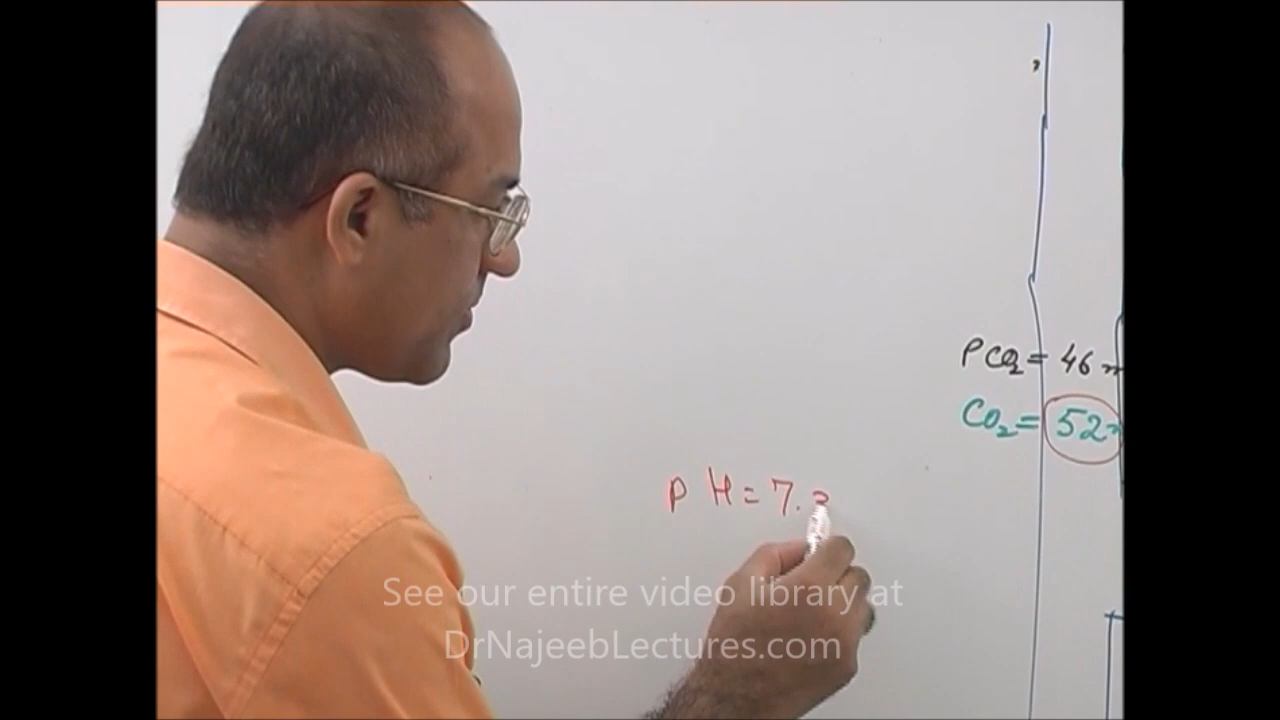 PCO₂ = 46
CO₂ = 52
PH = 7.
See our entire video library at
DrNajeebLectures.com